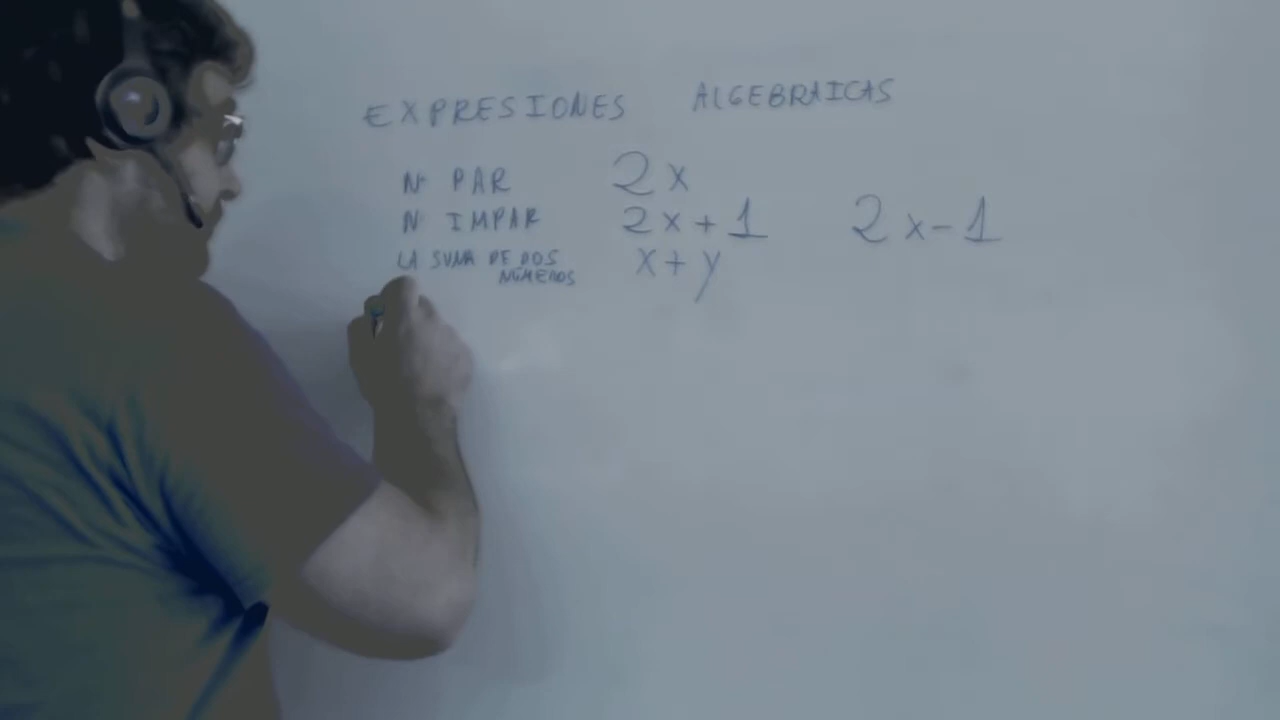 EXPRESIONES ALGEBRAICAS
Nº PAR 2x
Nº IMPAR 2x+1 2x-1
LA SUMA DE DOS NÚMEROS x+y